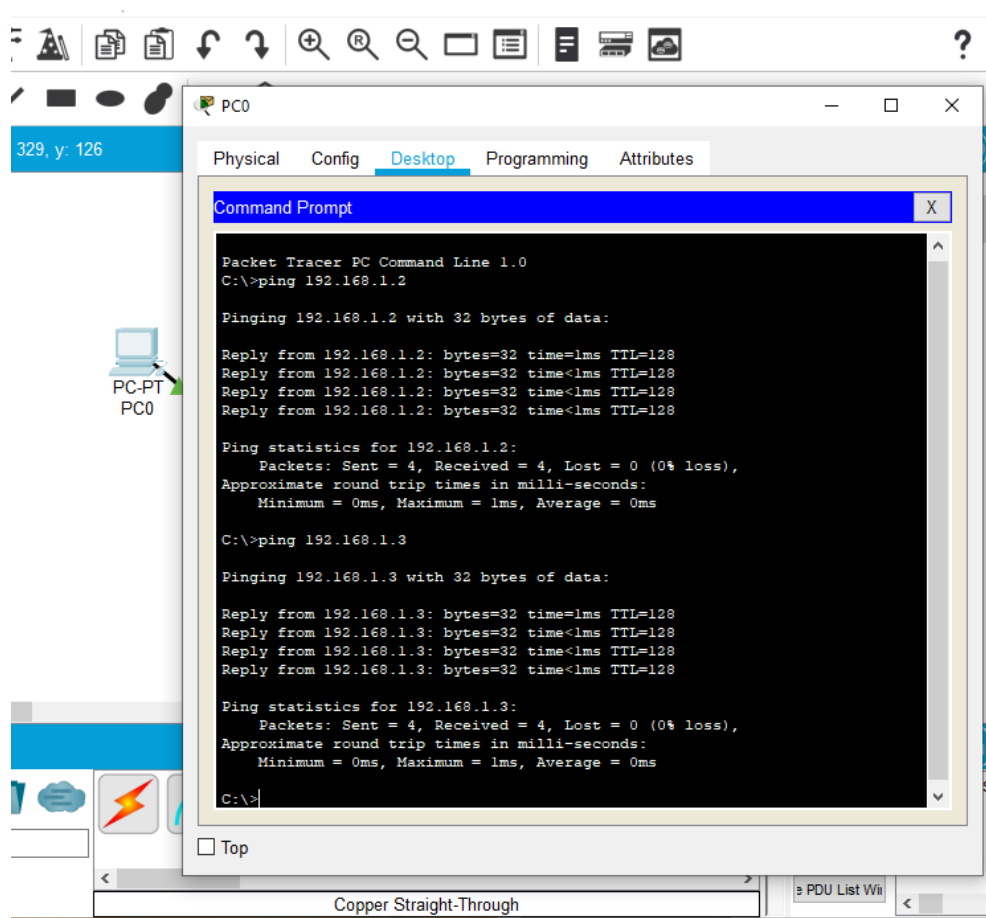 ?
PC0
329, y: 126
Physical Config Desktop Programming Attributes
Command Prompt
X
Packet Tracer PC Command Line 1.0
C:\>ping 192.168.1.2
Pinging 192.168.1.2 with 32 bytes of data:
Reply from 192.168.1.2: bytes=32 time=1ms TTL=128
Reply from 192.168.1.2: bytes=32 time<1ms TTL=128
Reply from 192.168.1.2: bytes=32 time<1ms TTL=128
Reply from 192.168.1.2: bytes=32 time<1ms TTL=128
Ping statistics for 192.168.1.2:
Packets: Sent = 4, Received = 4, Lost = 0 (0% loss),
Approximate round trip times in milli-seconds:
Minimum = 0ms, Maximum = 1ms, Average = 0ms
C:\>ping 192.168.1.3
Pinging 192.168.1.3 with 32 bytes of data:
Reply from 192.168.1.3: bytes=32 time=1ms TTL=128
Reply from 192.168.1.3: bytes=32 time<1ms TTL=128
Reply from 192.168.1.3: bytes=32 time<1ms TTL=128
Reply from 192.168.1.3: bytes=32 time<1ms TTL=128
Ping statistics for 192.168.1.3:
Packets: Sent = 4, Received = 4, Lost = 0 (0% loss),
Approximate round trip times in milli-seconds:
Minimum = 0ms, Maximum = 1ms, Average = 0ms
C:\>
PC-PT
PC0
Top
PDU List Wi
Copper Straight-Through